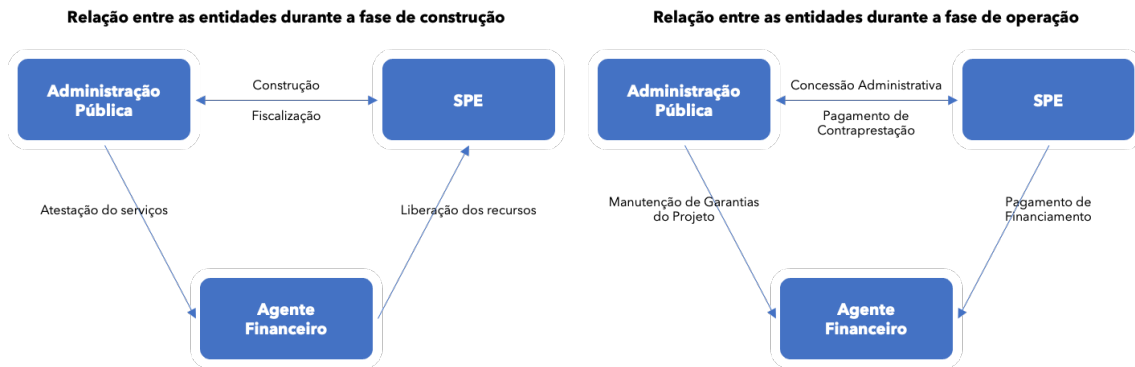 Relação entre as entidades durante a fase de construção
Administração
Pública
Construção
Fiscalização
SPE
Atestação do serviços
Liberação dos recursos
Agente
Financeiro
Relação entre as entidades durante a fase de operação
Administração
Pública
Concessão Administrativa
Pagamento de
Contraprestação
SPE
Manutenção de Garantias
do Projeto
Pagamento de
Financiamento
Agente
Financeiro